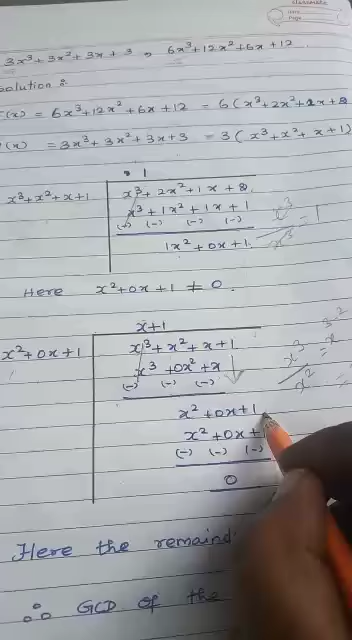 3x³+3x²+3x+3, 6x³+12x²+6x+12
Solution :
(x) = 6x³+12x²+6x+12 = 6(x³+2x²+x+2
(x) = 3x³+3x²+3x+3 = 3(x³+x²+x+1)
1
x³+x²+x+1
x³+2x²+1x+2
x³+1x²+1x+1
(-) (-) (-) (-)
1x²+0x+1
Here x²+0x+1 ≠ 0.
x+1
x²+0x+1
x³+x²+x+1
x³+0x²+x
(-) (-) (-)
x²+0x+1
x²+0x+1
(-) (-) (-)
0
Here the remaind
∴ GCD of the